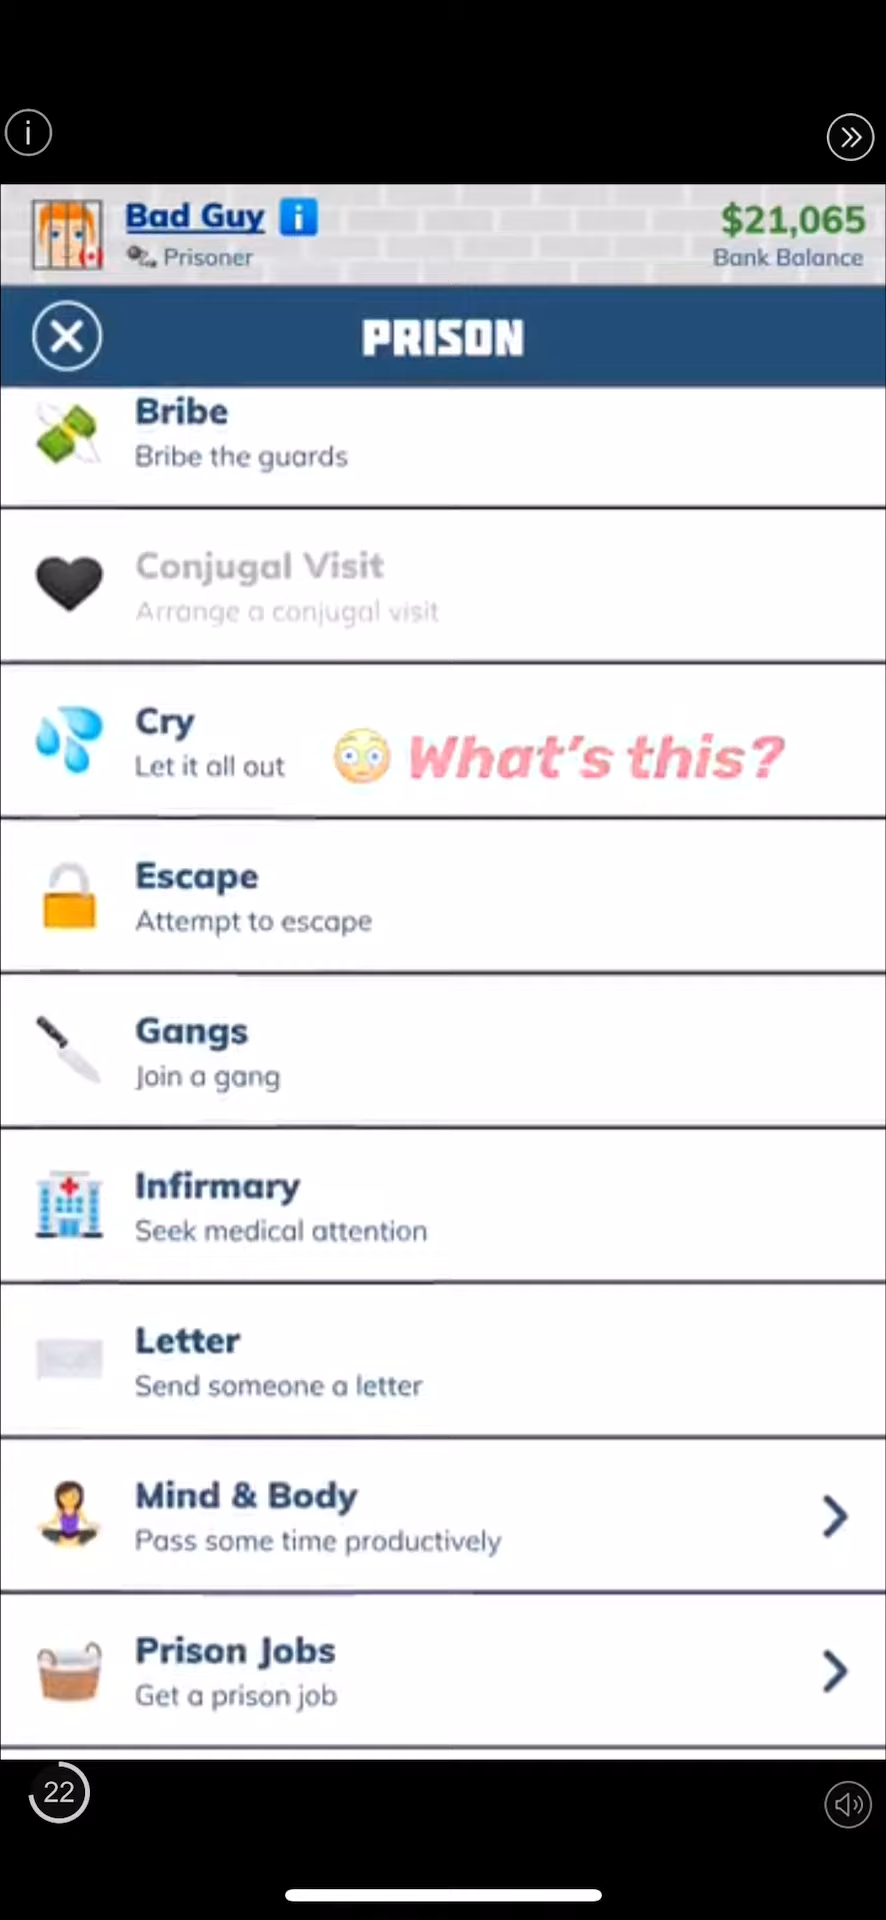 Bad Guy
$21,065
Prisoner
Bank Balance
PRISON
Bribe
Bribe the guards
Conjugal Visit
Arrange a conjugal visit
Cry
Let it all out
What's this?
Escape
Attempt to escape
Gangs
Join a gang
Infirmary
Seek medical attention
Letter
Send someone a letter
Mind & Body
Pass some time productively
Prison Jobs
Get a prison job
22